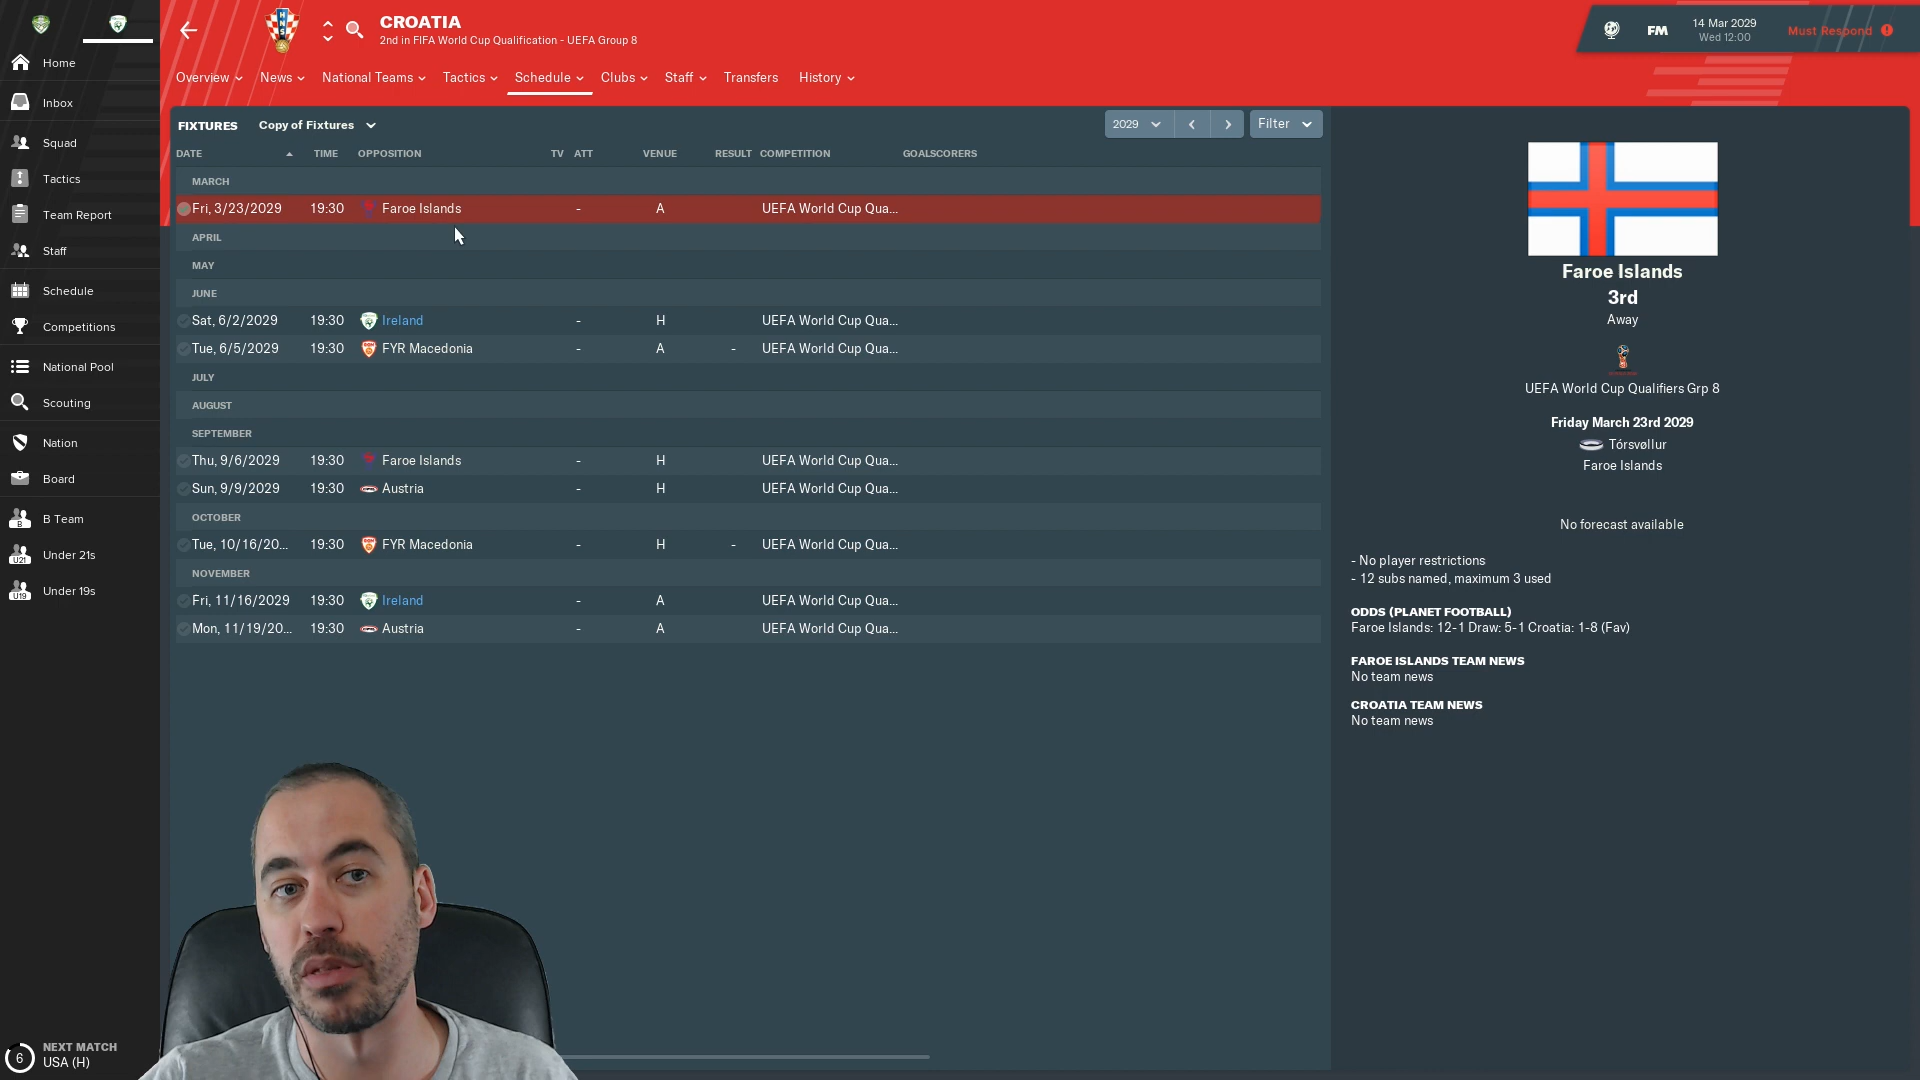 CROATIA
2nd in FIFA World Cup Qualification - UEFA Group 8
FM
14 Mar 2029
Wed 12:00
Must Respond
Overview
News
National Teams
Tactics
Schedule
Clubs
Staff
Transfers
History
Home
Inbox
Squad
Tactics
Team Report
Staff
Schedule
Competitions
National Pool
Scouting
Nation
Board
B
B Team
U21
Under 21s
U19
Under 19s
6
NEXT MATCH
USA (H)
FIXTURES
Copy of Fixtures
2029
Filter
DATE TIME OPPOSITION TV ATT VENUE RESULT COMPETITION GOALSCORERS
MARCH
Fri, 3/23/2029 19:30 Faroe Islands - A UEFA World Cup Qua...
APRIL
MAY
JUNE
Sat, 6/2/2029 19:30 Ireland - H UEFA World Cup Qua...
Tue, 6/5/2029 19:30 FYR Macedonia - A - UEFA World Cup Qua...
JULY
AUGUST
SEPTEMBER
Thu, 9/6/2029 19:30 Faroe Islands - H UEFA World Cup Qua...
Sun, 9/9/2029 19:30 Austria - H UEFA World Cup Qua...
OCTOBER
Tue, 10/16/20... 19:30 FYR Macedonia - H - UEFA World Cup Qua...
NOVEMBER
Fri, 11/16/2029 19:30 Ireland - A UEFA World Cup Qua...
Mon, 11/19/20... 19:30 Austria - A UEFA World Cup Qua...
Faroe Islands
3rd
Away
UEFA World Cup Qualifiers Grp 8
Friday March 23rd 2029
Tórsvøllur
Faroe Islands
No forecast available
- No player restrictions
- 12 subs named, maximum 3 used
ODDS (PLANET FOOTBALL)
Faroe Islands: 12-1 Draw: 5-1 Croatia: 1-8 (Fav)
FAROE ISLANDS TEAM NEWS
No team news
CROATIA TEAM NEWS
No team news